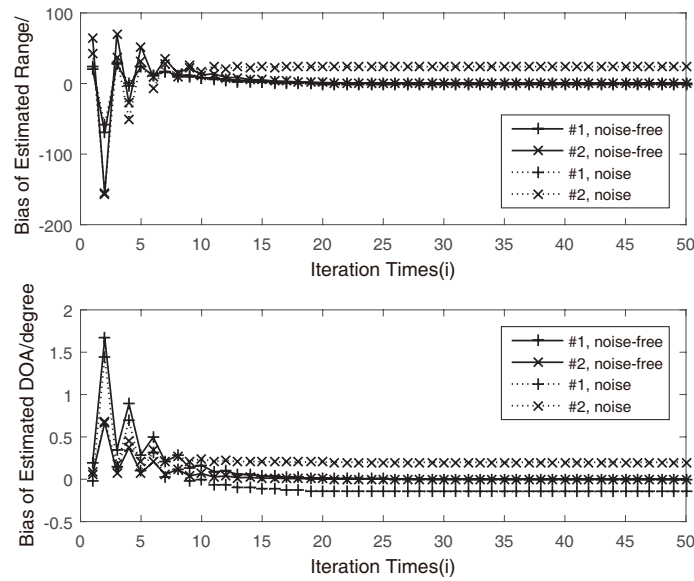 100
0
-100
-200
Bias of Estimated Range/
0 5 10 15 20 25 30 35 40 45 50
Iteration Times(i)
#1, noise-free
#2, noise-free
#1, noise
#2, noise
2
1.5
1
0.5
0
-0.5
Bias of Estimated DOA/degree
0 5 10 15 20 25 30 35 40 45 50
Iteration Times(i)
#1, noise-free
#2, noise-free
#1, noise
#2, noise